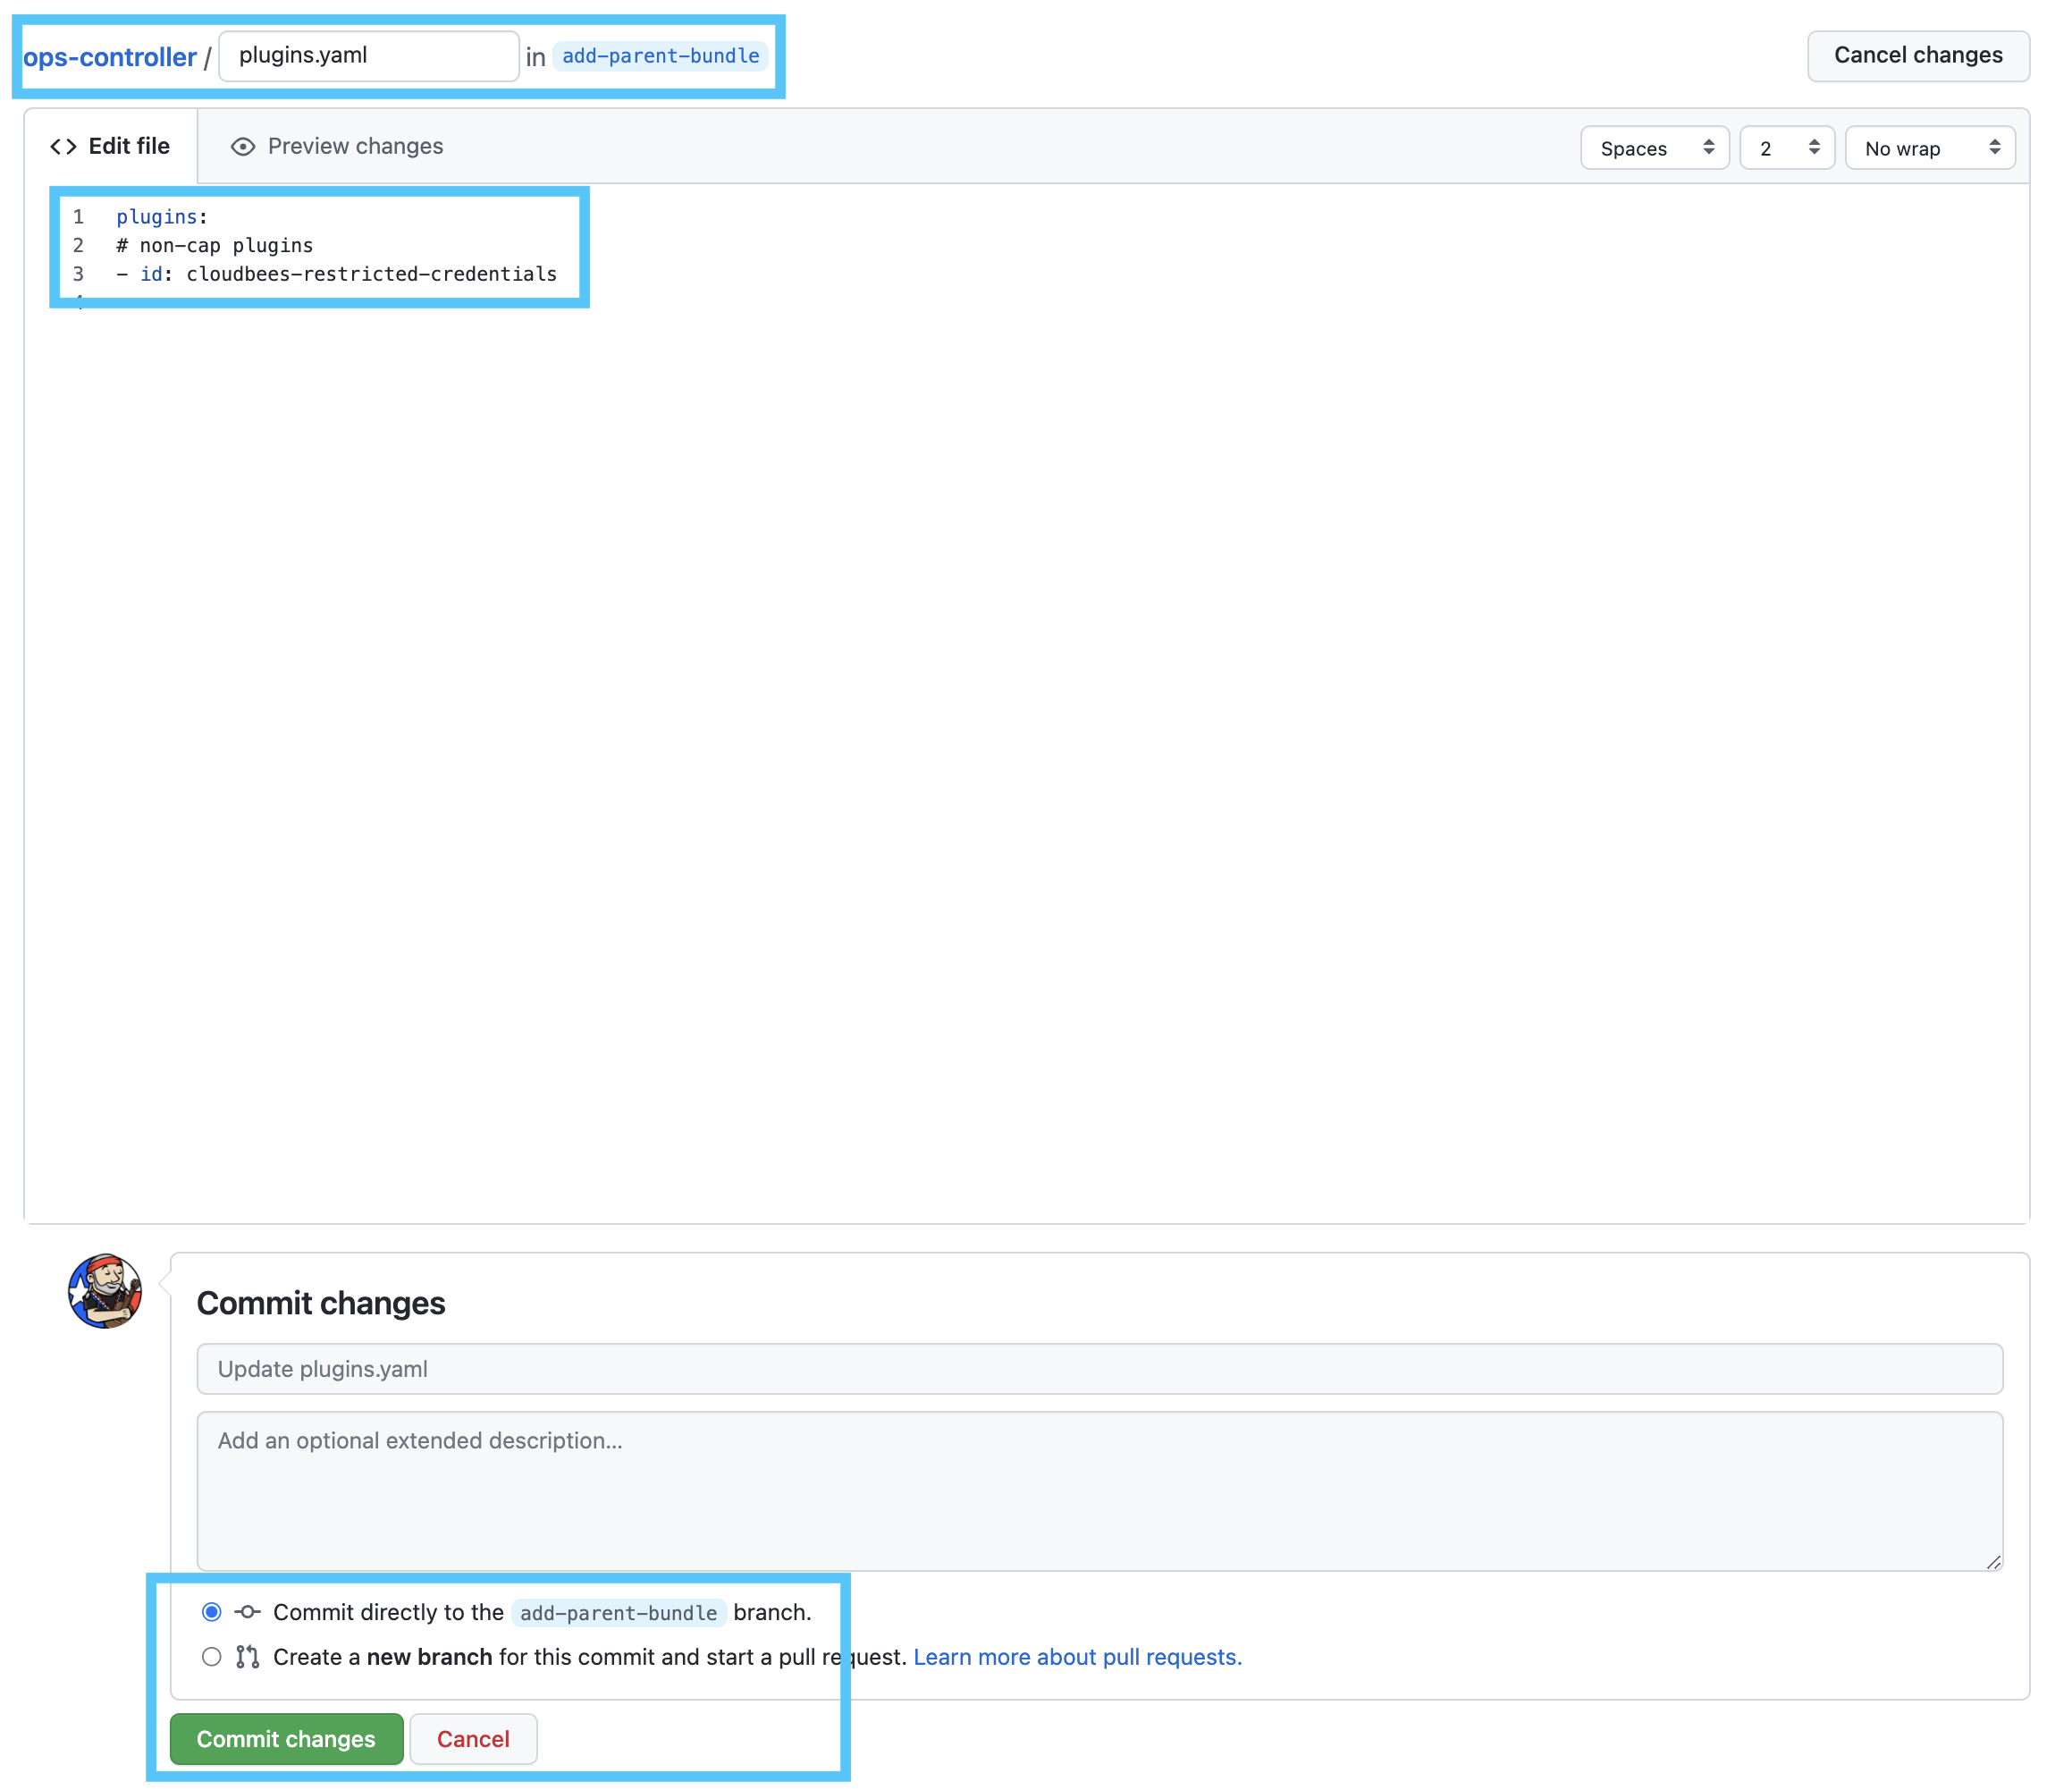 ops-controller / plugins.yaml in add-parent-bundle
Cancel changes
Edit file
Preview changes
Spaces
2
No wrap
1 plugins:
2 # non-cap plugins
3 - id: cloudbees-restricted-credentials
Commit changes
Update plugins.yaml
Add an optional extended description...
Commit directly to the add-parent-bundle branch.
Create a new branch for this commit and start a pull request. Learn more about pull requests.
Commit changes
Cancel